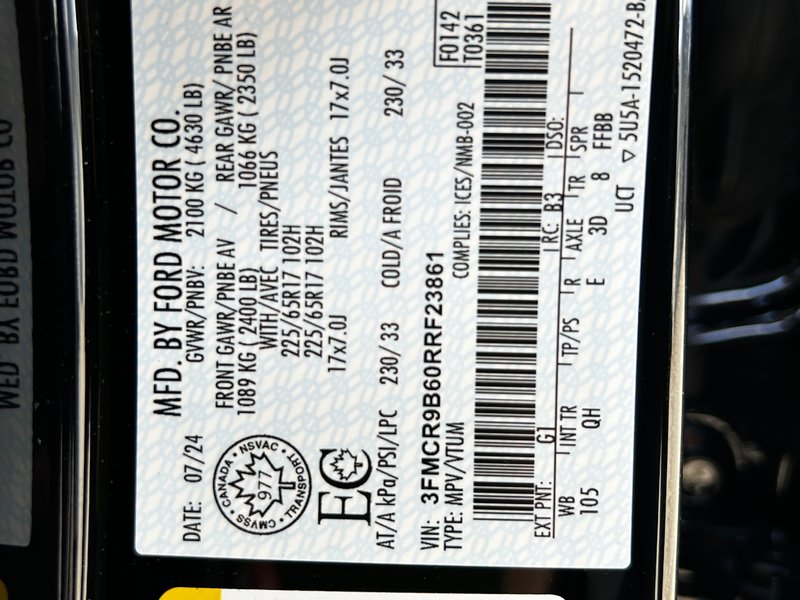 MFD. BY FORD MOTOR CO.
DATE: 07/24 GVWR/PNBV: 2100 KG ( 4630 LB)
FRONT GAWR/PNBE AV / REAR GAWR/ PNBE AR
1089 KG ( 2400 LB) 1066 KG ( 2350 LB)
WITH/AVEC TIRES/PNEUS
225/65R17 102H
225/65R17 102H
17x7.0J RIMS/JANTES 17x7.0J
CMVSS • CANADA • NSVAC • TRANSPORT
977
EC
AT/A kPa/PSI/LPC 230/ 33 COLD/A FROID 230/ 33
VIN: 3FMCR9B60RRF23861
TYPE: MPV/VTUM COMPLIES: ICES/NMB-002
F0142
T0361
EXT PNT: G1 RC: B3 DSO:
WB INT TR TP/PS R AXLE TR SPR
105 QH E 3D 8 FFBB
UCT ▽ 5U5A-1520472-BA